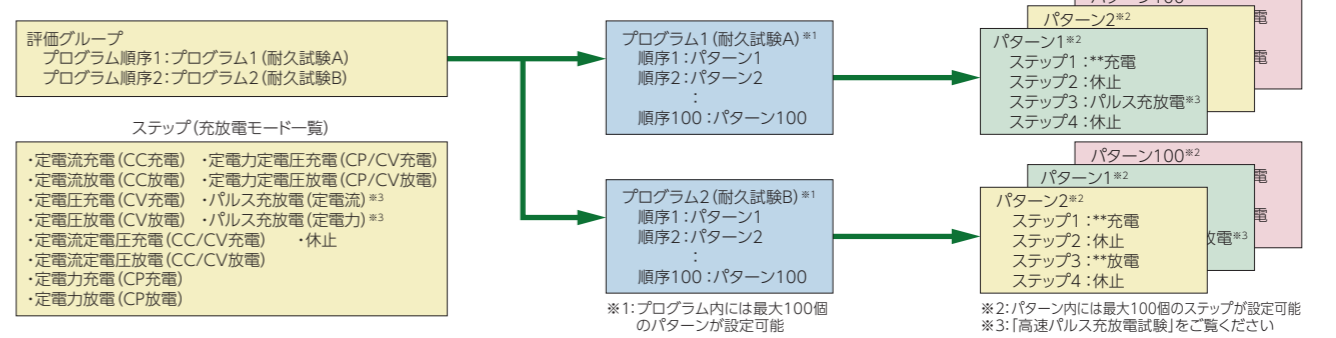 評価グループ
プログラム順序1：プログラム1（耐久試験A）
プログラム順序2：プログラム2（耐久試験B）
ステップ（充放電モード一覧）
・定電流充電（CC充電） ・定電力定電圧充電（CP/CV充電）
・定電流放電（CC放電） ・定電力定電圧放電（CP/CV放電）
・定電圧充電（CV充電） ・パルス充放電（定電流）※3
・定電圧放電（CV放電） ・パルス充放電（定電力）※3
・定電流定電圧充電（CC/CV充電） ・休止
・定電流定電圧放電（CC/CV放電）
・定電力充電（CP充電）
・定電力放電（CP放電）
プログラム1（耐久試験A）※1
順序1：パターン1
順序2：パターン2
：
順序100：パターン100
プログラム2（耐久試験B）※1
順序1：パターン1
順序2：パターン2
：
順序100：パターン100
※1：プログラム内には最大100個
のパターンが設定可能
電
電
パターン2※2
パターン1※2
ステップ1：**充電
ステップ2：休止
ステップ3：パルス充放電※3
ステップ4：休止
パターン100※2
電
電
パターン1※2
放電※3
パターン2※2
ステップ1：**充電
ステップ2：休止
ステップ3：**放電
ステップ4：休止
※2：パターン内には最大100個のステップが設定可能
※3：「高速パルス充放電試験」をご覧ください